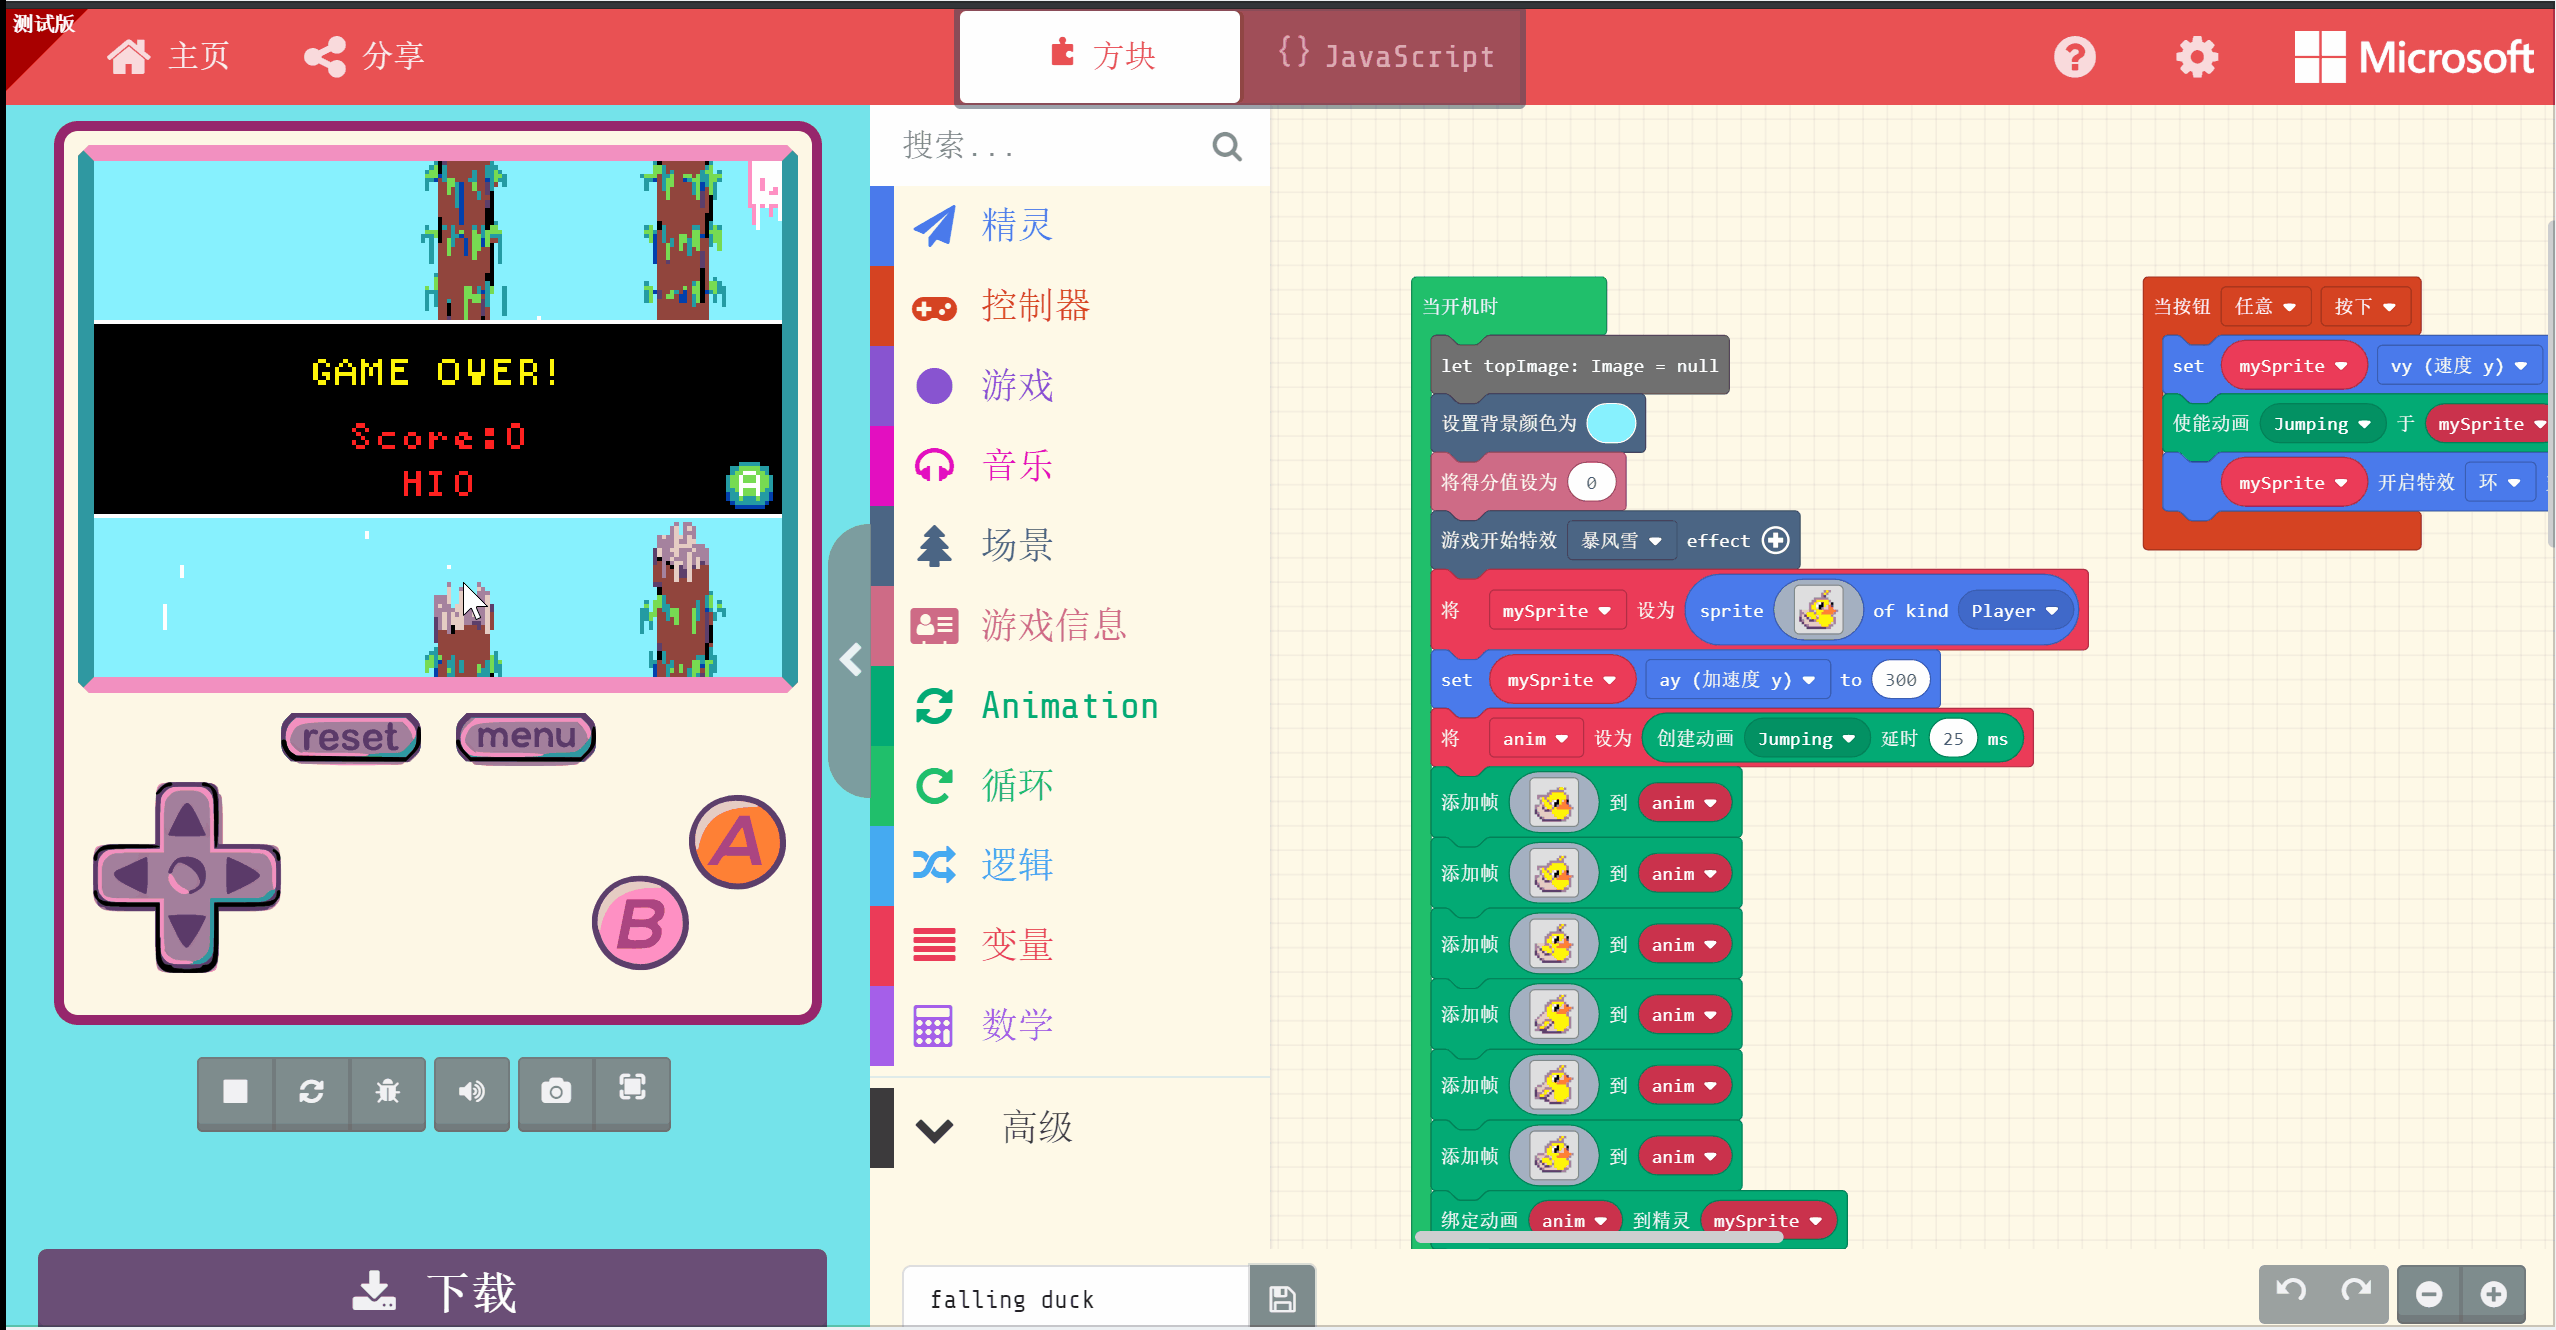 测试版
主页
分享
方块
{} JavaScript
Microsoft
GAME OVER!
Score:0
HI0
A
reset
menu
A
B
下载
搜索...
精灵
控制器
游戏
音乐
场景
游戏信息
Animation
循环
逻辑
变量
数学
高级
当开机时
let topImage: Image = null
设置背景颜色为
将得分值设为 0
游戏开始特效 暴风雪 effect
将 mySprite 设为 sprite of kind Player
set mySprite ay (加速度 y) to 300
将 anim 设为 创建动画 Jumping 延时 25 ms
添加帧 到 anim
添加帧 到 anim
添加帧 到 anim
添加帧 到 anim
添加帧 到 anim
添加帧 到 anim
绑定动画 anim 到精灵 mySprite
当按钮 任意 按下
set mySprite vy (速度 y)
使能动画 Jumping 于 mySprite
mySprite 开启特效 环
falling duck